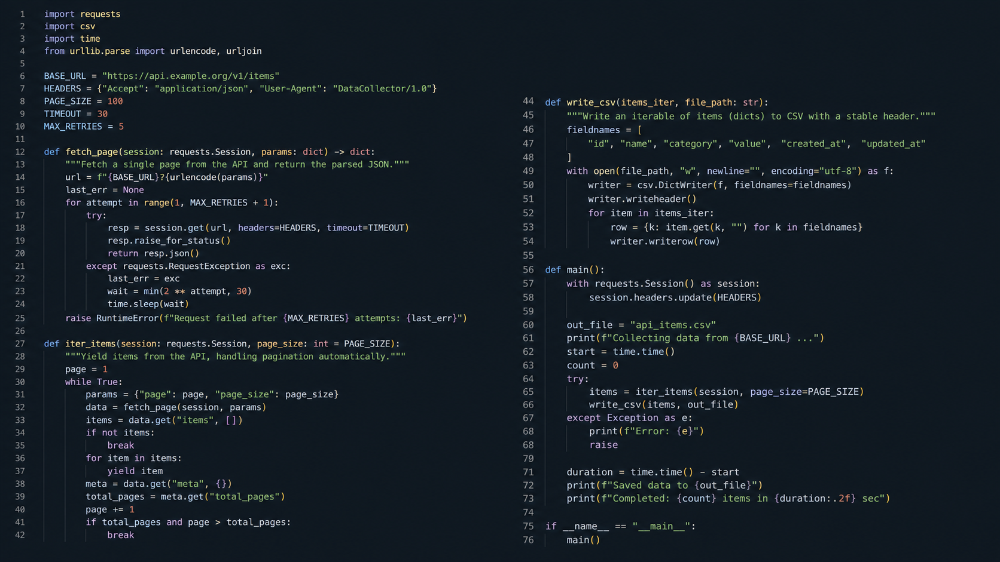 1 import requests
2 import csv
3 import time
4 from urllib.parse import urlencode, urljoin
5
6 BASE_URL = "https://api.example.org/v1/items"
7 HEADERS = {"Accept": "application/json", "User-Agent": "DataCollector/1.0"}
8 PAGE_SIZE = 100
9 TIMEOUT = 30
10 MAX_RETRIES = 5
11
12 def fetch_page(session: requests.Session, params: dict) -> dict:
13     """Fetch a single page from the API and return the parsed JSON."""
14     url = f"{BASE_URL}?{urlencode(params)}"
15     last_err = None
16     for attempt in range(1, MAX_RETRIES + 1):
17         try:
18             resp = session.get(url, headers=HEADERS, timeout=TIMEOUT)
19             resp.raise_for_status()
20             return resp.json()
21         except requests.RequestException as exc:
22             last_err = exc
23             wait = min(2 ** attempt, 30)
24             time.sleep(wait)
25     raise RuntimeError(f"Request failed after {MAX_RETRIES} attempts: {last_err}")
26
27 def iter_items(session: requests.Session, page_size: int = PAGE_SIZE):
28     """Yield items from the API, handling pagination automatically."""
29     page = 1
30     while True:
31         params = {"page": page, "page_size": page_size}
32         data = fetch_page(session, params)
33         items = data.get("items", [])
34         if not items:
35             break
36         for item in items:
37             yield item
38         meta = data.get("meta", {})
39         total_pages = meta.get("total_pages")
40         page += 1
41         if total_pages and page > total_pages:
42             break
44 def write_csv(items_iter, file_path: str):
45     """Write an iterable of items (dicts) to CSV with a stable header."""
46     fieldnames = [
47         "id", "name", "category", "value", "created_at", "updated_at"
48     ]
49     with open(file_path, "w", newline="", encoding="utf-8") as f:
50         writer = csv.DictWriter(f, fieldnames=fieldnames)
51         writer.writeheader()
52         for item in items_iter:
53             row = {k: item.get(k, "") for k in fieldnames}
54             writer.writerow(row)
55
56 def main():
57     with requests.Session() as session:
58         session.headers.update(HEADERS)
59
60     out_file = "api_items.csv"
61     print(f"Collecting data from {BASE_URL} ...")
62     start = time.time()
63     count = 0
64     try:
65         items = iter_items(session, page_size=PAGE_SIZE)
66         write_csv(items, out_file)
67     except Exception as e:
68         print(f"Error: {e}")
68         raise
79
71     duration = time.time() - start
72     print(f"Saved data to {out_file}")
73     print(f"Completed: {count} items in {duration:.2f} sec")
74
75 if __name__ == "__main__":
76     main()